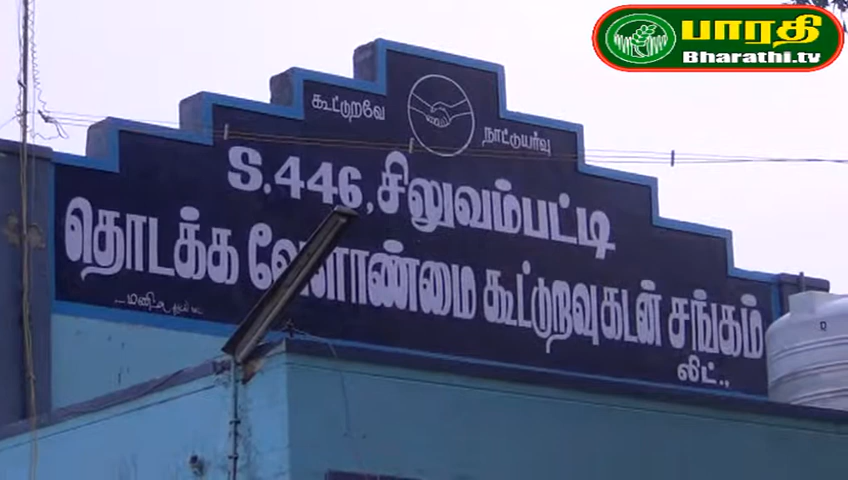 பாரதி
Bharathi.tv
கூட்டுறவே
நாட்டுயர்வு
S.446, சிலுவம்பட்டி
தொடக்க வேளாண்மை கூட்டுறவு கடன் சங்கம்
லிட்.,